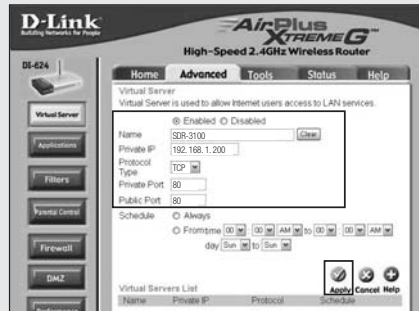 D-Link
Building Networks for People
AirPlus
XTREME G
High-Speed 2.4GHz Wireless Router
DI-624
Home Advanced Tools Status Help
Virtual Server
Virtual Server is used to allow Internet users access to LAN services.
Enabled Disabled
Name SDR-3100 Clear
Private IP 192.168.1.200
Protocol Type TCP
Private Port 80
Public Port 80
Schedule Always
From time 00 : 00 AM to 00 : 00 AM
day Sun to Sun
Apply Cancel Help
Virtual Servers List
Name Private IP Protocol Schedule
Virtual Server
Applications
Filters
Parental Control
Firewall
DMZ
Performance